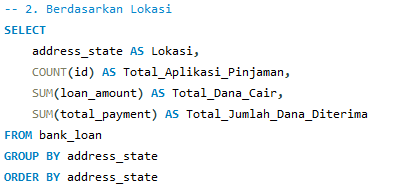 -- 2. Berdasarkan Lokasi
SELECT
    address_state AS Lokasi,
    COUNT(id) AS Total_Aplikasi_Pinjaman,
    SUM(loan_amount) AS Total_Dana_Cair,
    SUM(total_payment) AS Total_Jumlah_Dana_Diterima
FROM bank_loan
GROUP BY address_state
ORDER BY address_state